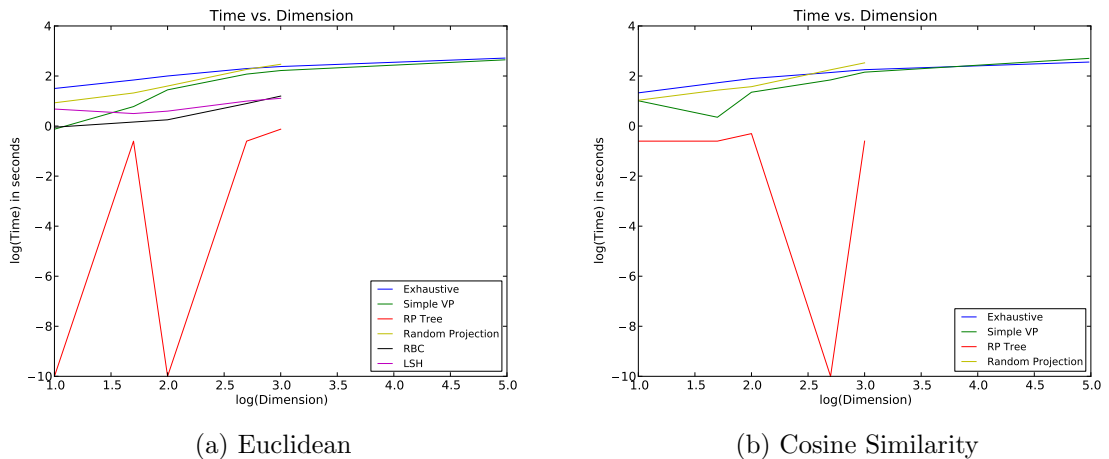 Time vs. Dimension
4
2
0
−2
−4
−6
−8
−10
log(Time) in seconds
1.0 1.5 2.0 2.5 3.0 3.5 4.0 4.5 5.0
log(Dimension)
Exhaustive
Simple VP
RP Tree
Random Projection
RBC
LSH
(a) Euclidean
Time vs. Dimension
4
2
0
−2
−4
−6
−8
−10
log(Time) in seconds
1.0 1.5 2.0 2.5 3.0 3.5 4.0 4.5 5.0
log(Dimension)
Exhaustive
Simple VP
RP Tree
Random Projection
(b) Cosine Similarity